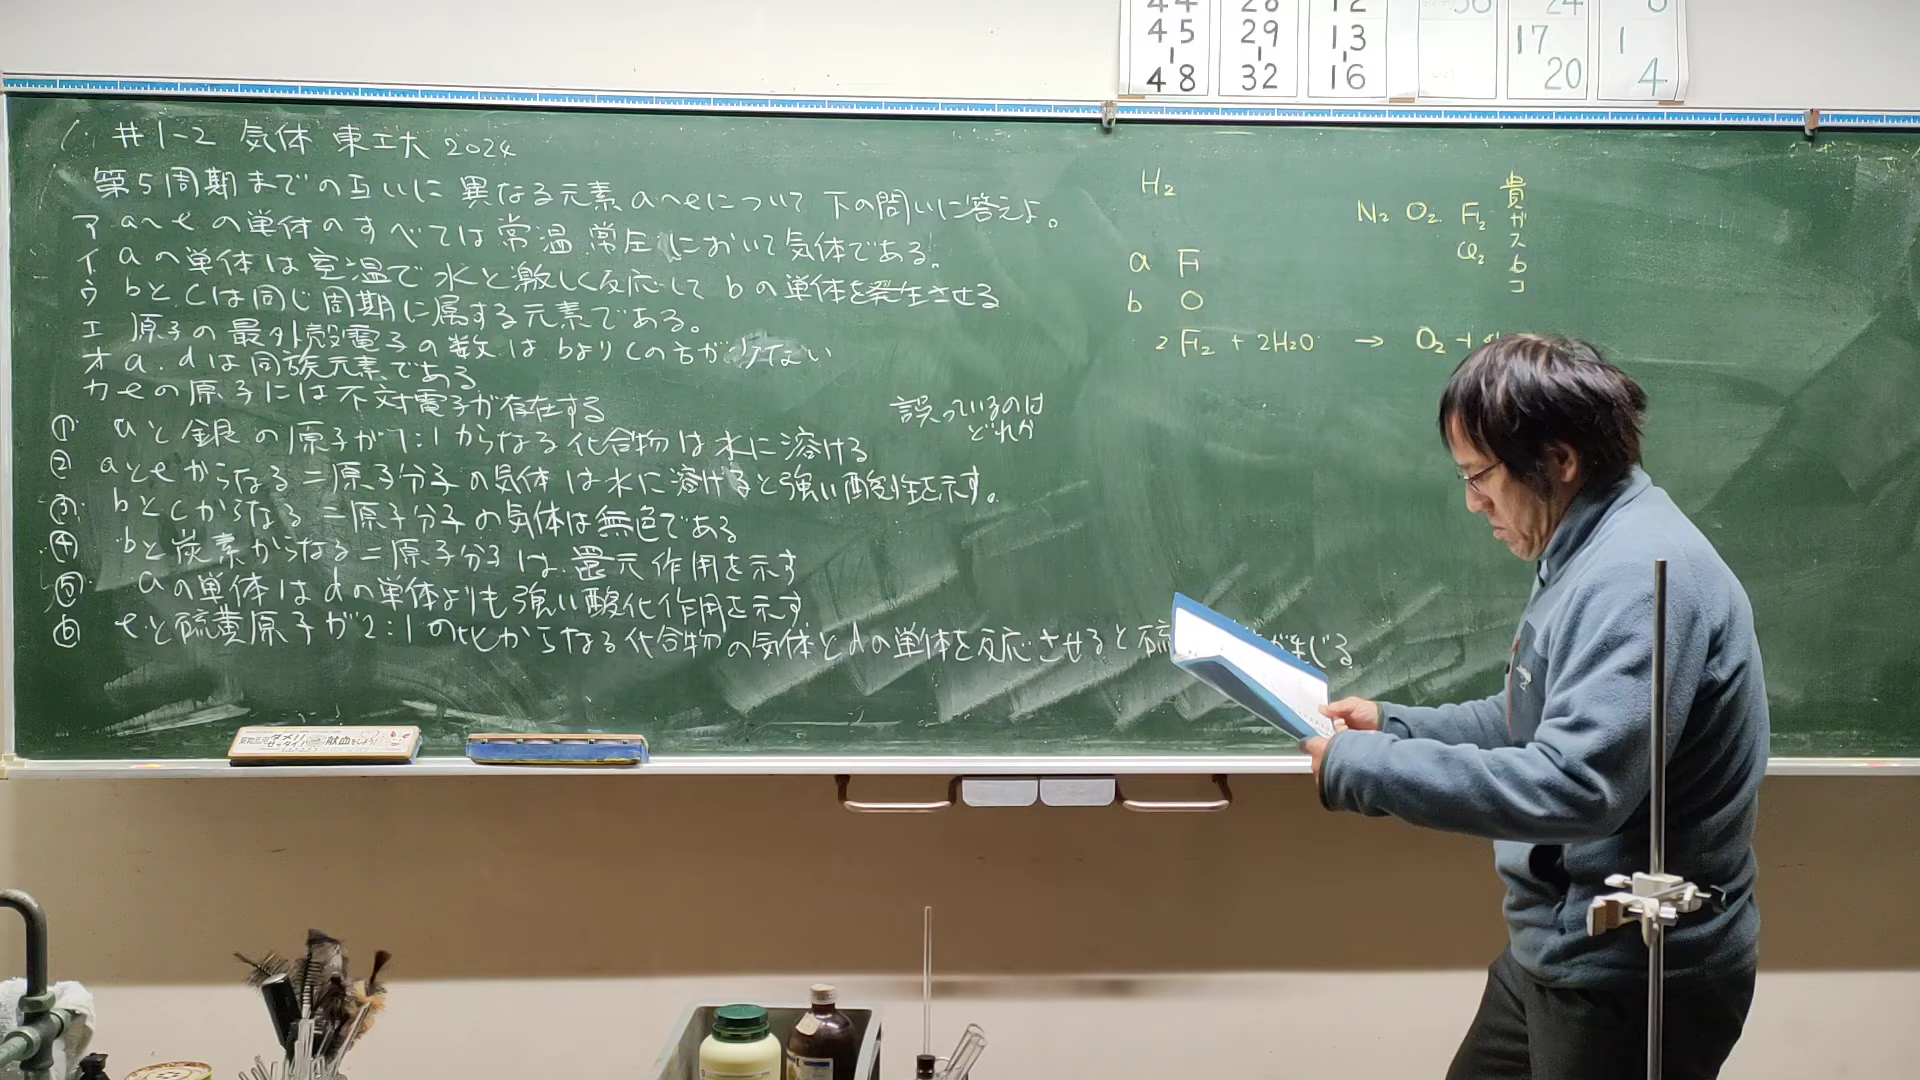 44 28 12 36 24 8
45 29 13 17 1
48 32 16 20 4
#1-2 気体 東工大 2024
第5周期までの互いに異なる元素a〜eについて下の問いに答えよ。
ア a〜eの単体のすべては常温常圧において気体である。
イ aの単体は室温で水と激しく反応してbの単体を発生させる
ウ bとcは同じ周期に属する元素である。
エ 原子の最外殻電子の数はbよりcの方が少ない
オ a.dは同族元素である
カ eの原子には不対電子が存在する
誤っているのは
どれか
① aと銀の原子が1:1からなる化合物は水に溶ける
② aとeからなる二原子分子の気体は水に溶けると強い酸性を示す。
③ bとcからなる二原子分子の気体は無色である
④ bと炭素からなる二原子分子は.還元作用を示す
⑤ aの単体はdの単体よりも強い酸化作用を示す
⑥ eと硫黄原子が2:1の比からなる化合物の気体とdの単体を反応させると硫 が生じる
H₂
N₂ O₂ F₂
Cl₂
貴ガス6コ
a F
b O
2F₂ + 2H₂O → O₂ +
献血をしよう!